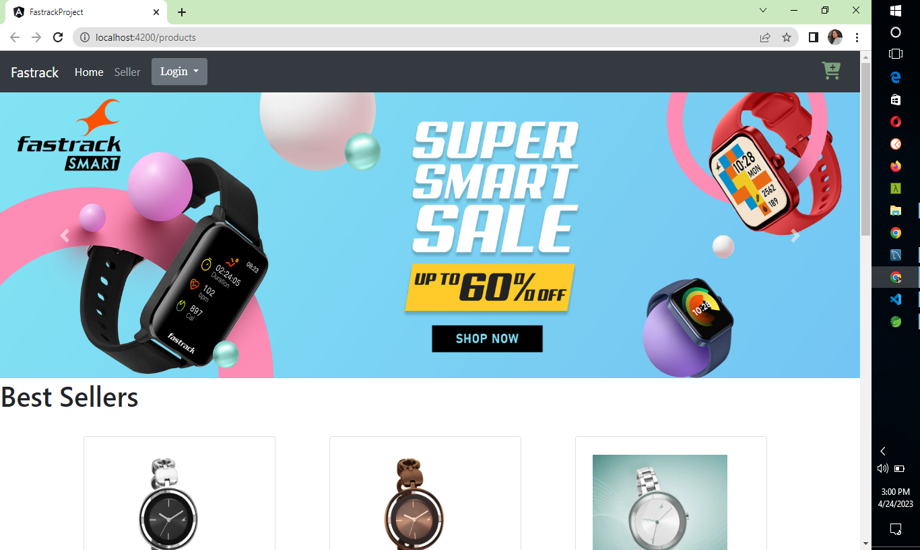 FastrackProject
localhost:4200/products
Fastrack
Home
Seller
Login
fastrack
SMART
SUPER
SMART
SALE
UP TO 60% OFF
SHOP NOW
08:23
02:24:05
Duration
102
bpm
897
Cal
fastrack
10:28
MON
2562
189
10:28
Best Sellers
3:00 PM
4/24/2023